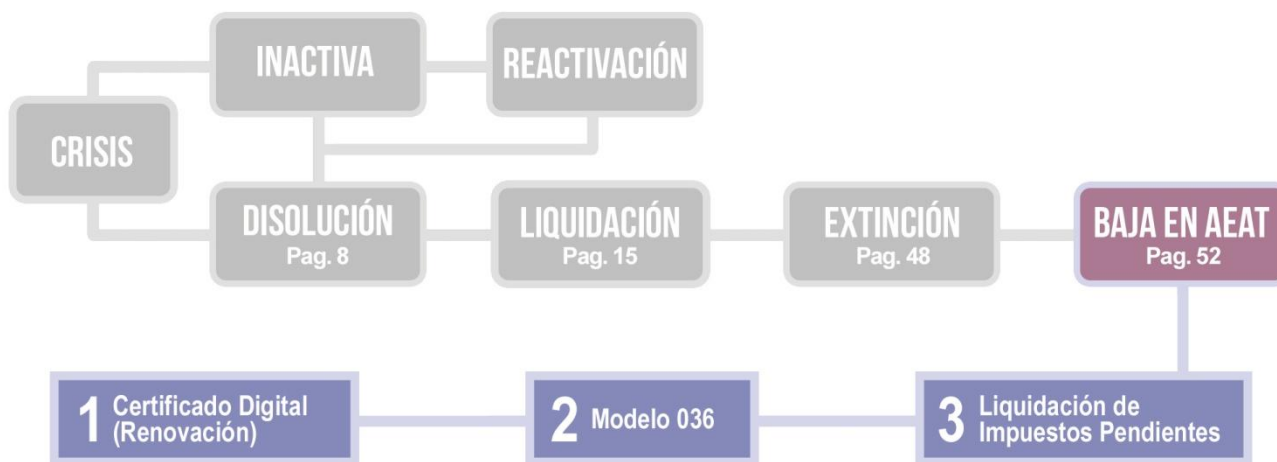 INACTIVA
REACTIVACIÓN
CRISIS
DISOLUCIÓN
Pag. 8
LIQUIDACIÓN
Pag. 15
EXTINCIÓN
Pag. 48
BAJA EN AEAT
Pag. 52
1 Certificado Digital
(Renovación)
2 Modelo 036
3 Liquidación de
Impuestos Pendientes